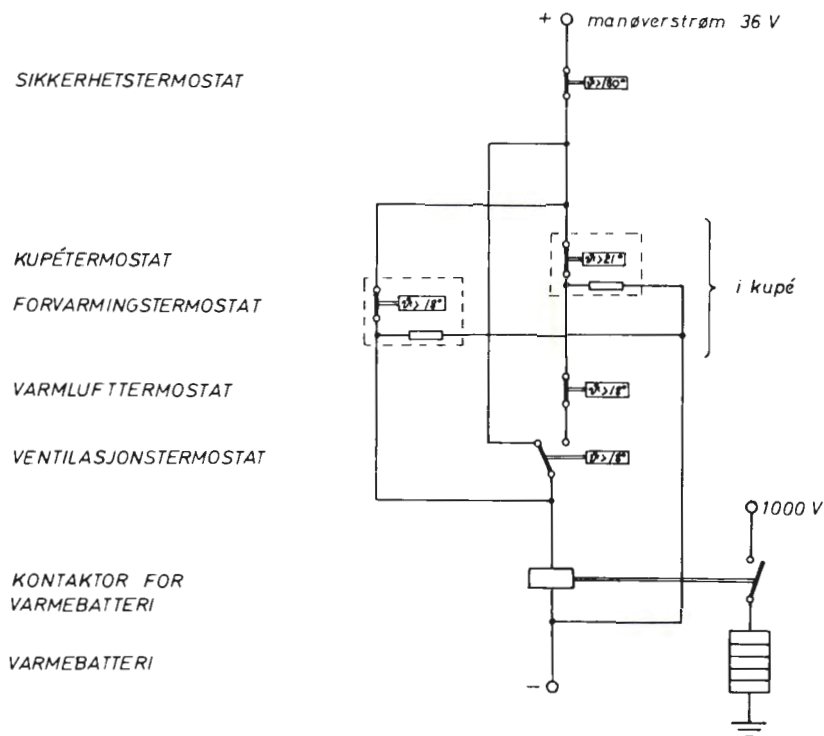 + manøverstrøm 36 V
SIKKERHETSTERMOSTAT
KUPÉTERMOSTAT
i kupé
FORVARMINGSTERMOSTAT
VARMLUFTTERMOSTAT
VENTILASJONSTERMOSTAT
1000 V
KONTAKTOR FOR
VARMEBATTERI
VARMEBATTERI
−